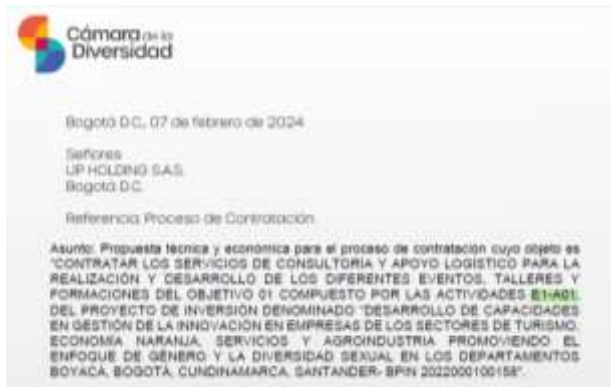 Cámara de la
Diversidad
Bogotá D.C., 07 de febrero de 2024
Señores
UP HOLDING S.A.S.
Bogotá D.C.
Referencia: Proceso de Contratación
Asunto: Propuesta técnica y económica para el proceso de contratación cuyo objeto es
"CONTRATAR LOS SERVICIOS DE CONSULTORÍA Y APOYO LOGÍSTICO PARA LA
REALIZACIÓN Y DESARROLLO DE LOS DIFERENTES EVENTOS, TALLERES Y
FORMACIONES DEL OBJETIVO 01 COMPUESTO POR LAS ACTIVIDADES E1-A01,
DEL PROYECTO DE INVERSIÓN DENOMINADO "DESARROLLO DE CAPACIDADES
EN GESTIÓN DE LA INNOVACIÓN EN EMPRESAS DE LOS SECTORES DE TURISMO,
ECONOMÍA NARANJA, SERVICIOS Y AGROINDUSTRIA PROMOVIENDO EL
ENFOQUE DE GÉNERO Y LA DIVERSIDAD SEXUAL EN LOS DEPARTAMENTOS
BOYACÁ, BOGOTÁ, CUNDINAMARCA, SANTANDER- BPIN 2022000100158".